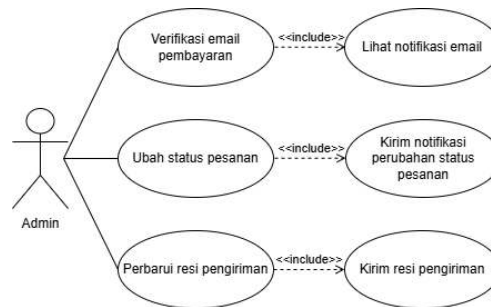 Verifikasi email
pembayaran
<<include>>
Lihat notifikasi email
Ubah status pesanan
<<include>>
Kirim notifikasi
perubahan status
pesanan
Admin
Perbarui resi pengiriman
<<include>>
Kirim resi pengiriman